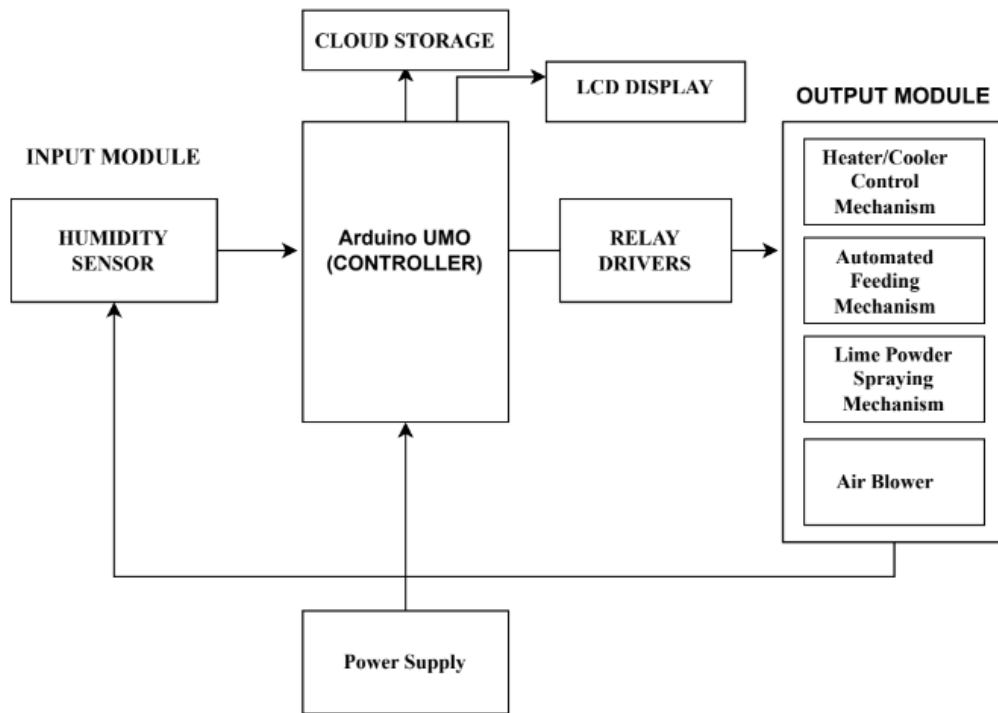 CLOUD STORAGE
LCD DISPLAY
OUTPUT MODULE
INPUT MODULE
HUMIDITY
SENSOR
Arduino UMO
(CONTROLLER)
RELAY
DRIVERS
Heater/Cooler
Control
Mechanism
Automated
Feeding
Mechanism
Lime Powder
Spraying
Mechanism
Air Blower
Power Supply